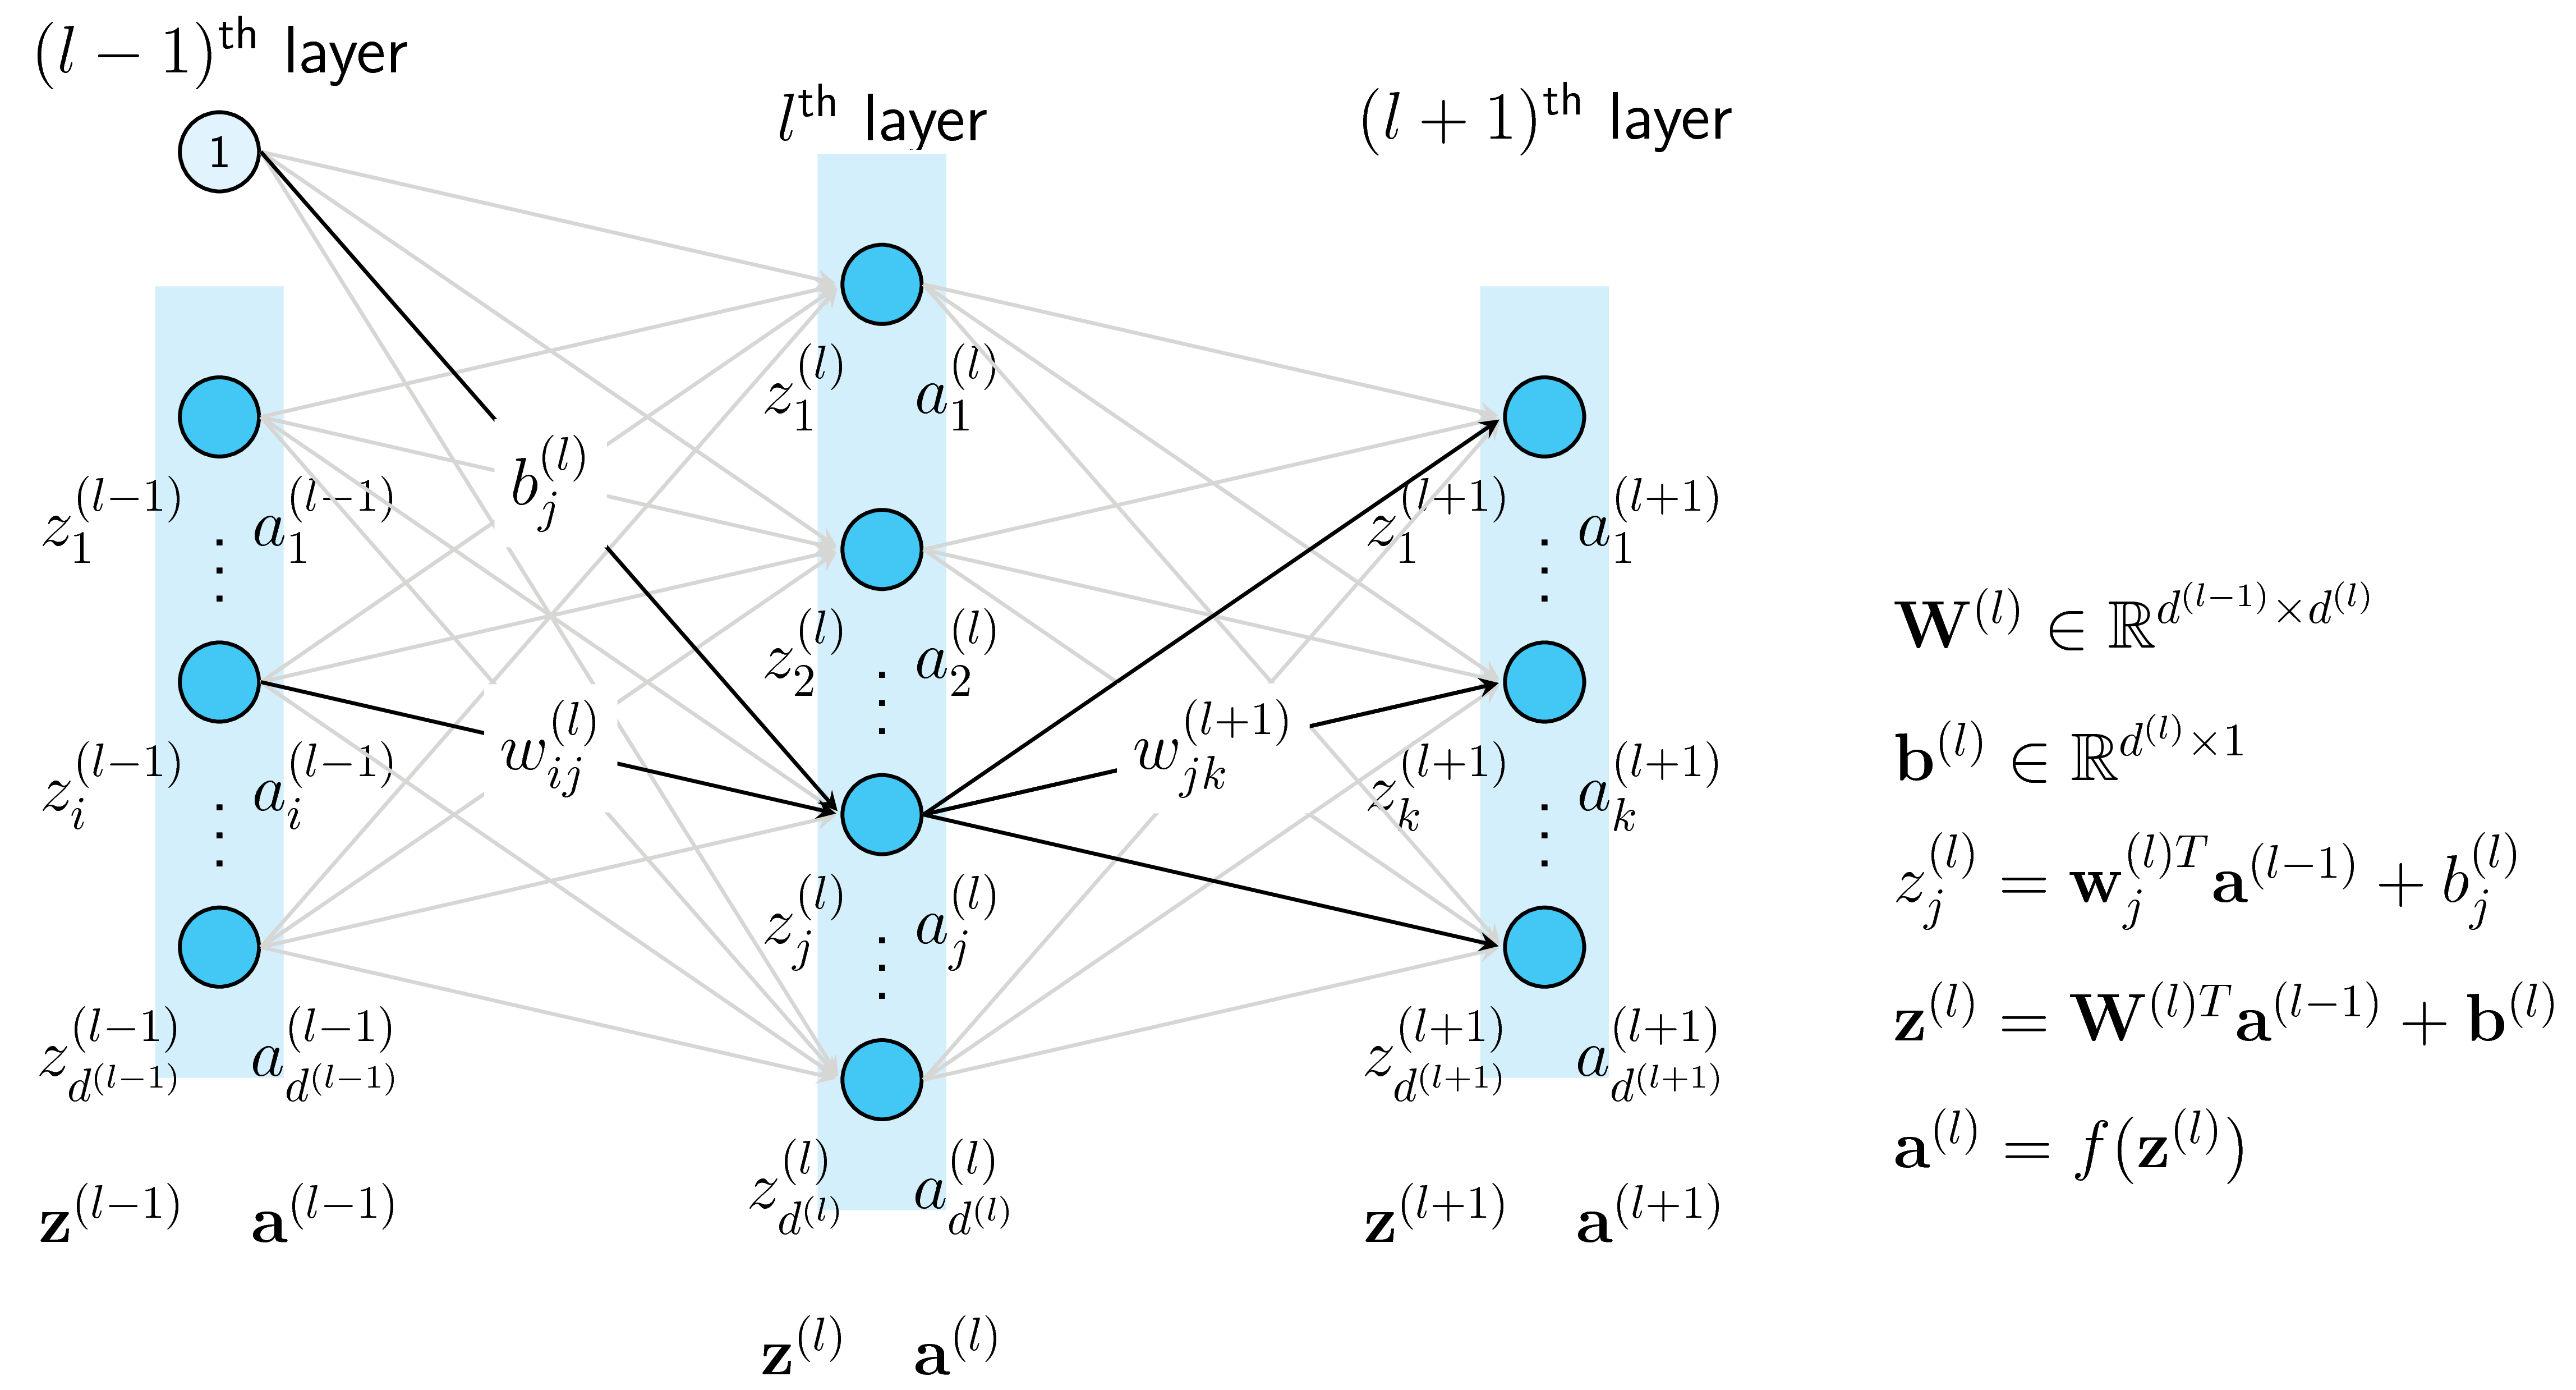 (l − 1)^th layer
l^th layer
(l + 1)^th layer
1
b_j^(l)
w_ij^(l)
w_jk^(l+1)
z_1^(l−1) a_1^(l−1)
⋮
z_i^(l−1) a_i^(l−1)
⋮
z_d^(l−1)^(l−1) a_d^(l−1)^(l−1)
𝐳^(l−1) 𝐚^(l−1)
z_1^(l) a_1^(l)
z_2^(l) a_2^(l)
⋮
z_j^(l) a_j^(l)
⋮
z_d^(l)^(l) a_d^(l)^(l)
𝐳^(l) 𝐚^(l)
z_1^(l+1) a_1^(l+1)
⋮
z_k^(l+1) a_k^(l+1)
⋮
z_d^(l+1)^(l+1) a_d^(l+1)^(l+1)
𝐳^(l+1) 𝐚^(l+1)
𝐖^(l) ∈ ℝ^d^(l−1)×d^(l)
𝐛^(l) ∈ ℝ^d^(l)×1
z_j^(l) = 𝐰_j^(l)T 𝐚^(l−1) + b_j^(l)
𝐳^(l) = 𝐖^(l)T 𝐚^(l−1) + 𝐛^(l)
𝐚^(l) = f(𝐳^(l))